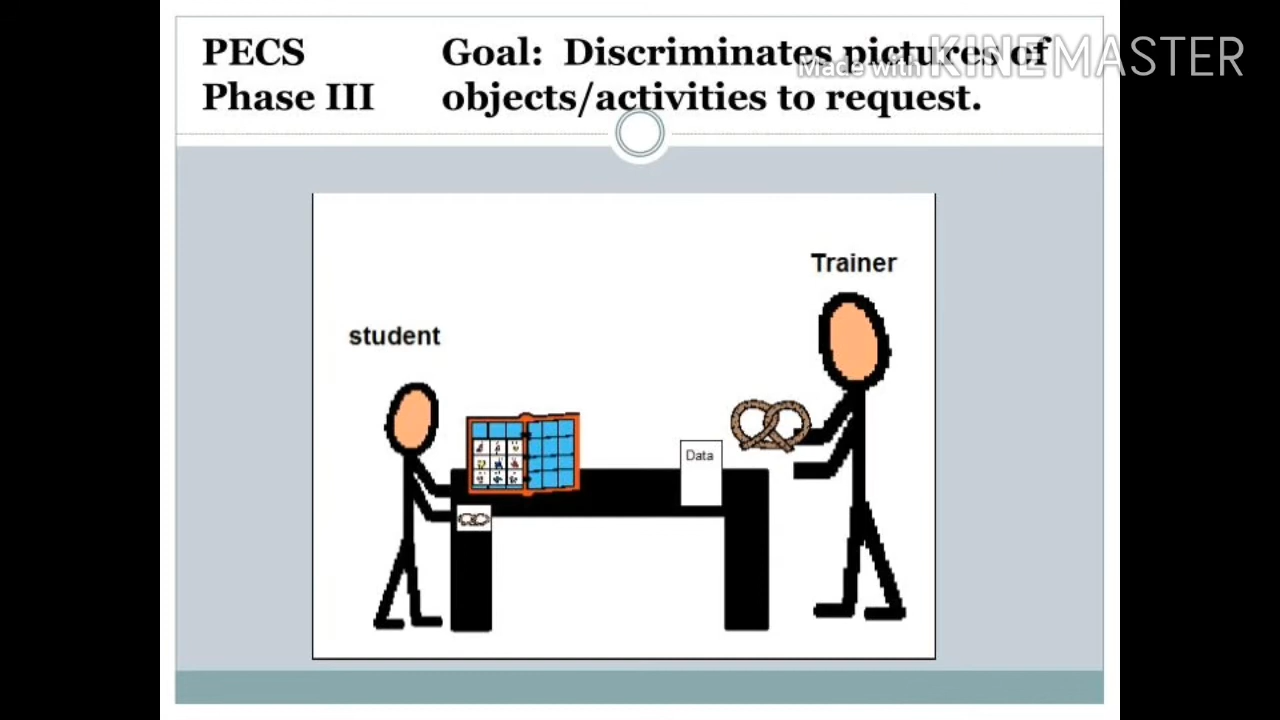 PECS
Phase III
Goal: Discriminates pictures of
objects/activities to request.
Made with KINEMASTER
Trainer
student
Data